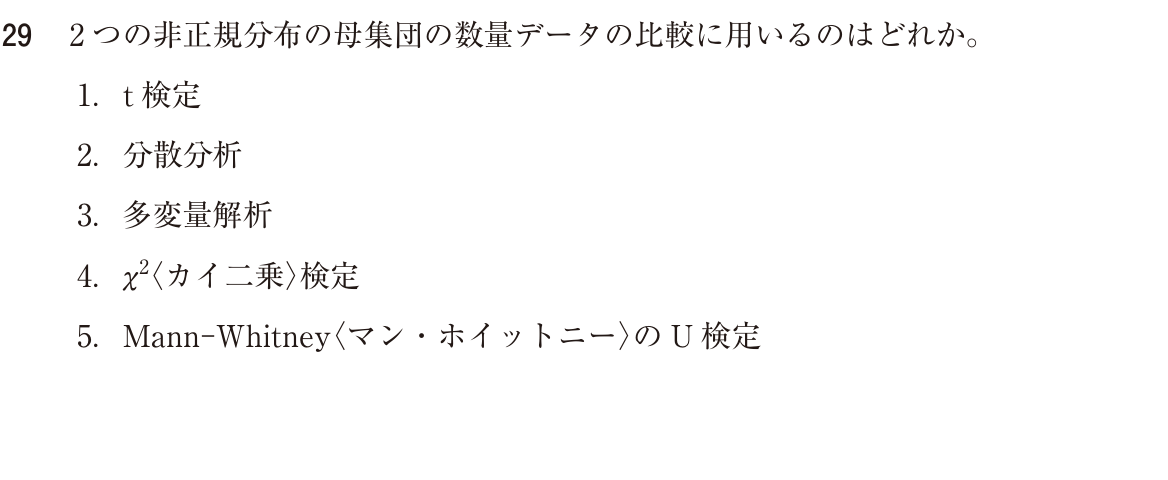 29 2つの非正規分布の母集団の数量データの比較に用いるのはどれか。
1. t検定
2. 分散分析
3. 多変量解析
4. χ²〈カイ二乗〉検定
5. Mann-Whitney〈マン・ホイットニー〉のU検定